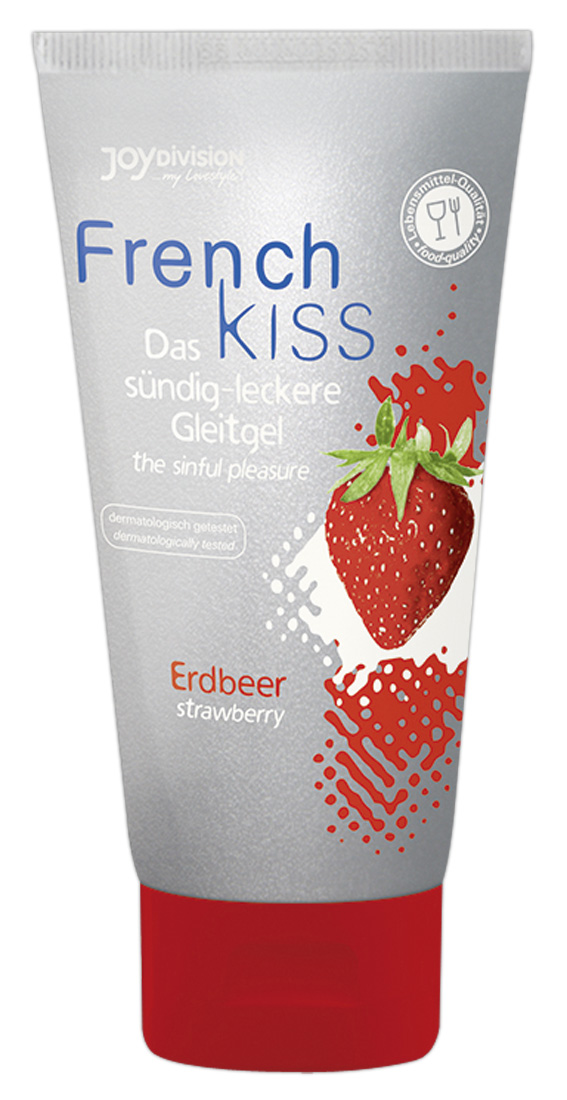 JOYDIVISION
my Lovestyle
Lebensmittel-Qualität
food-quality
French
KISS
Das
sündig-leckere
Gleitgel
the sinful pleasure
dermatologisch getestet
dermatologically tested
Erdbeer
strawberry